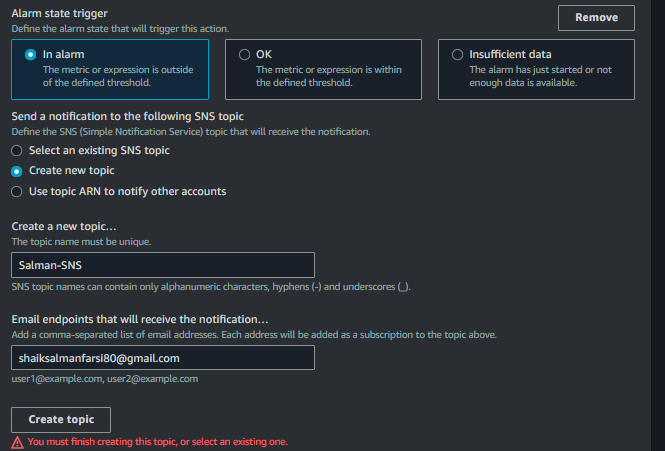 Alarm state trigger
Remove
Define the alarm state that will trigger this action.
In alarm
The metric or expression is outside
of the defined threshold.
OK
The metric or expression is within
the defined threshold.
Insufficient data
The alarm has just started or not
enough data is available.
Send a notification to the following SNS topic
Define the SNS (Simple Notification Service) topic that will receive the notification.
Select an existing SNS topic
Create new topic
Use topic ARN to notify other accounts
Create a new topic…
The topic name must be unique.
Salman-SNS
SNS topic names can contain only alphanumeric characters, hyphens (-) and underscores (_).
Email endpoints that will receive the notification…
Add a comma-separated list of email addresses. Each address will be added as a subscription to the topic above.
shaiksalmanfarsi80@gmail.com
user1@example.com, user2@example.com
Create topic
You must finish creating this topic, or select an existing one.